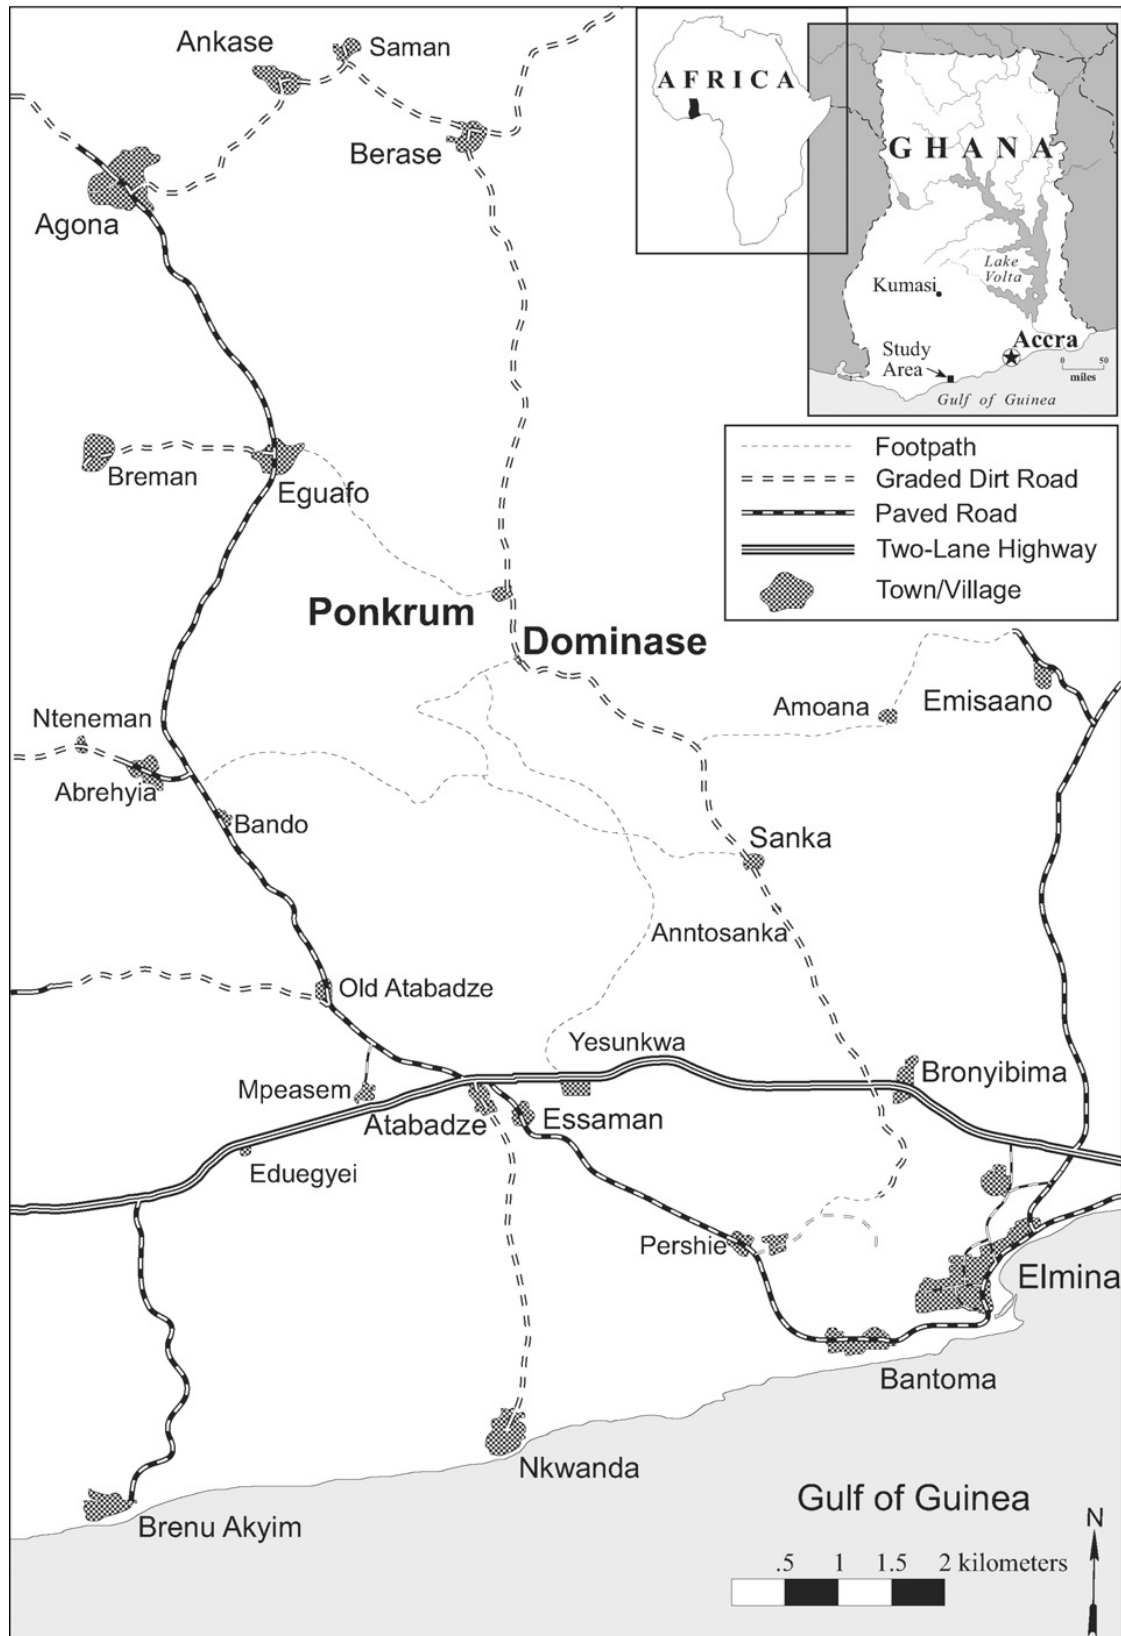 Ankase
Saman
Berase
Agona
AFRICA
GHANA
Lake
Volta
Kumasi
Accra
Study
Area
0 50
miles
Gulf of Guinea
Footpath
Graded Dirt Road
Paved Road
Two-Lane Highway
Town/Village
Breman
Eguafo
Ponkrum
Dominase
Nteneman
Amoana
Emisaano
Abrehyia
Bando
Sanka
Anntosanka
Old Atabadze
Yesunkwa
Mpeasem
Bronyibima
Atabadze
Essaman
Eduegyei
Pershie
Elmina
Bantoma
Nkwanda
Gulf of Guinea
Brenu Akyim
N
.5 1 1.5 2 kilometers